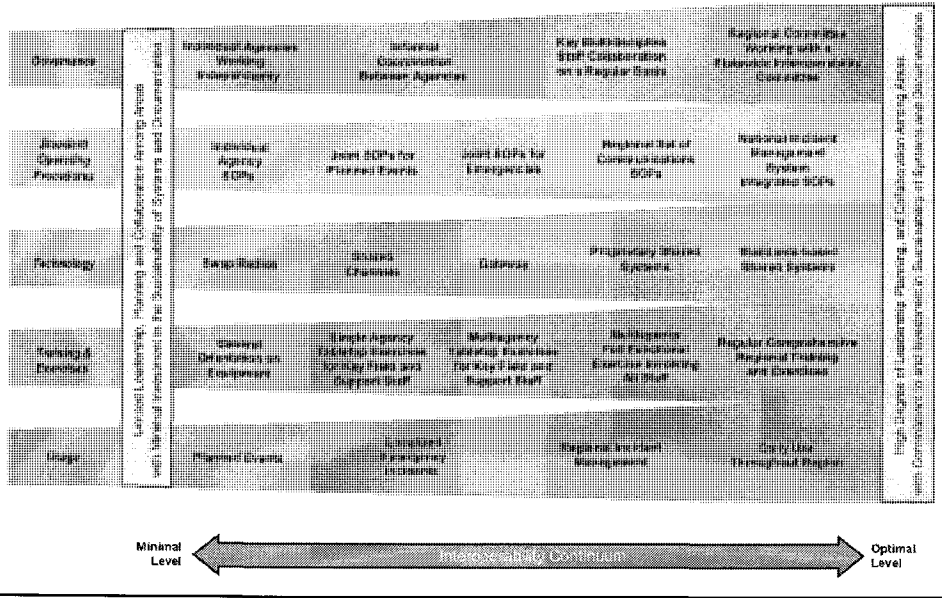 Governance
Individual Agencies
Working
Independently
Informal
Coordination
Between Agencies
Key Multidiscipline
Staff Collaboration
on a Regular Basis
Regional Committee
Working with a
Statewide Interoperability
Committee
Standard
Operating
Procedures
Individual
Agency
SOPs
Joint SOPs for
Planned Events
Joint SOPs for
Emergencies
Regional Set of
Communications
SOPs
National Incident
Management
System
Integrated SOPs
Technology
Swap Radios
Shared
Channels
Gateway
Proprietary Shared
Systems
Standards-based
Shared Systems
Training &
Exercises
General
Orientation on
Equipment
Single Agency
Tabletop Exercises
for Key Field and
Support Staff
Multiagency
Tabletop Exercises
for Key Field and
Support Staff
Multiagency
Full Functional
Exercise Involving
All Staff
Regular Comprehensive
Regional Training
and Exercises
Usage
Planned Events
Localized
Emergency
Incidents
Regional Incident
Management
Daily Use
Throughout Region
Limited Leadership, Planning, and Collaboration Among Areas
with Minimal Investment in the Sustainability of Systems and Documentation
High Degree of Leadership, Planning, and Collaboration Among Areas
with Commitment to and Investment in Sustainability of Systems and Documentation
Minimal
Level
Interoperability Continuum
Optimal
Level